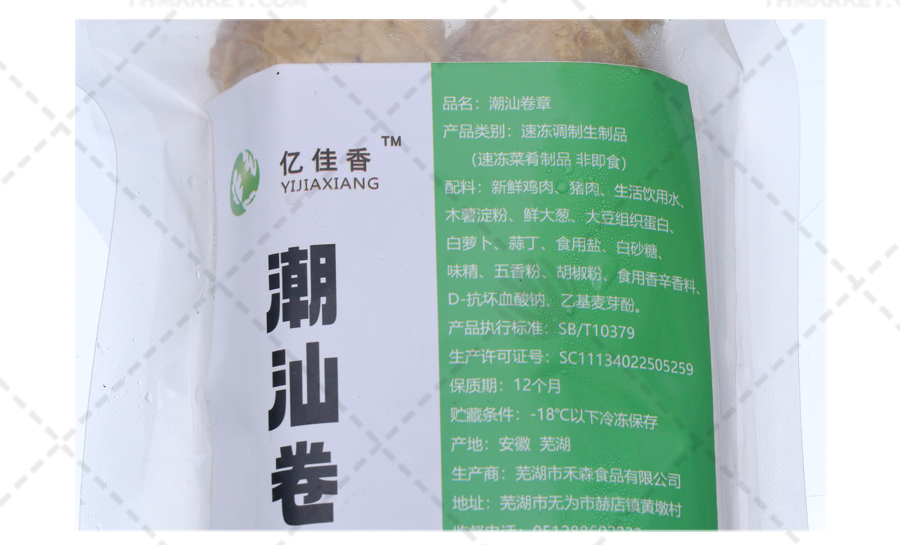 亿佳香™
YIJIAXIANG
潮汕卷
品名：潮汕卷章
产品类别：速冻调制生制品
（速冻菜肴制品 非即食）
配料：新鲜鸡肉、猪肉、生活饮用水、
木薯淀粉、鲜大葱、大豆组织蛋白、
白萝卜、蒜丁、食用盐、白砂糖、
味精、五香粉、胡椒粉、食用香辛香料、
D-抗坏血酸钠、乙基麦芽酚。
产品执行标准：SB/T10379
生产许可证号：SC11134022505259
保质期：12个月
贮藏条件：-18℃以下冷冻保存
产地：安徽 芜湖
生产商：芜湖市禾森食品有限公司
地址：芜湖市无为市赫店镇黄墩村